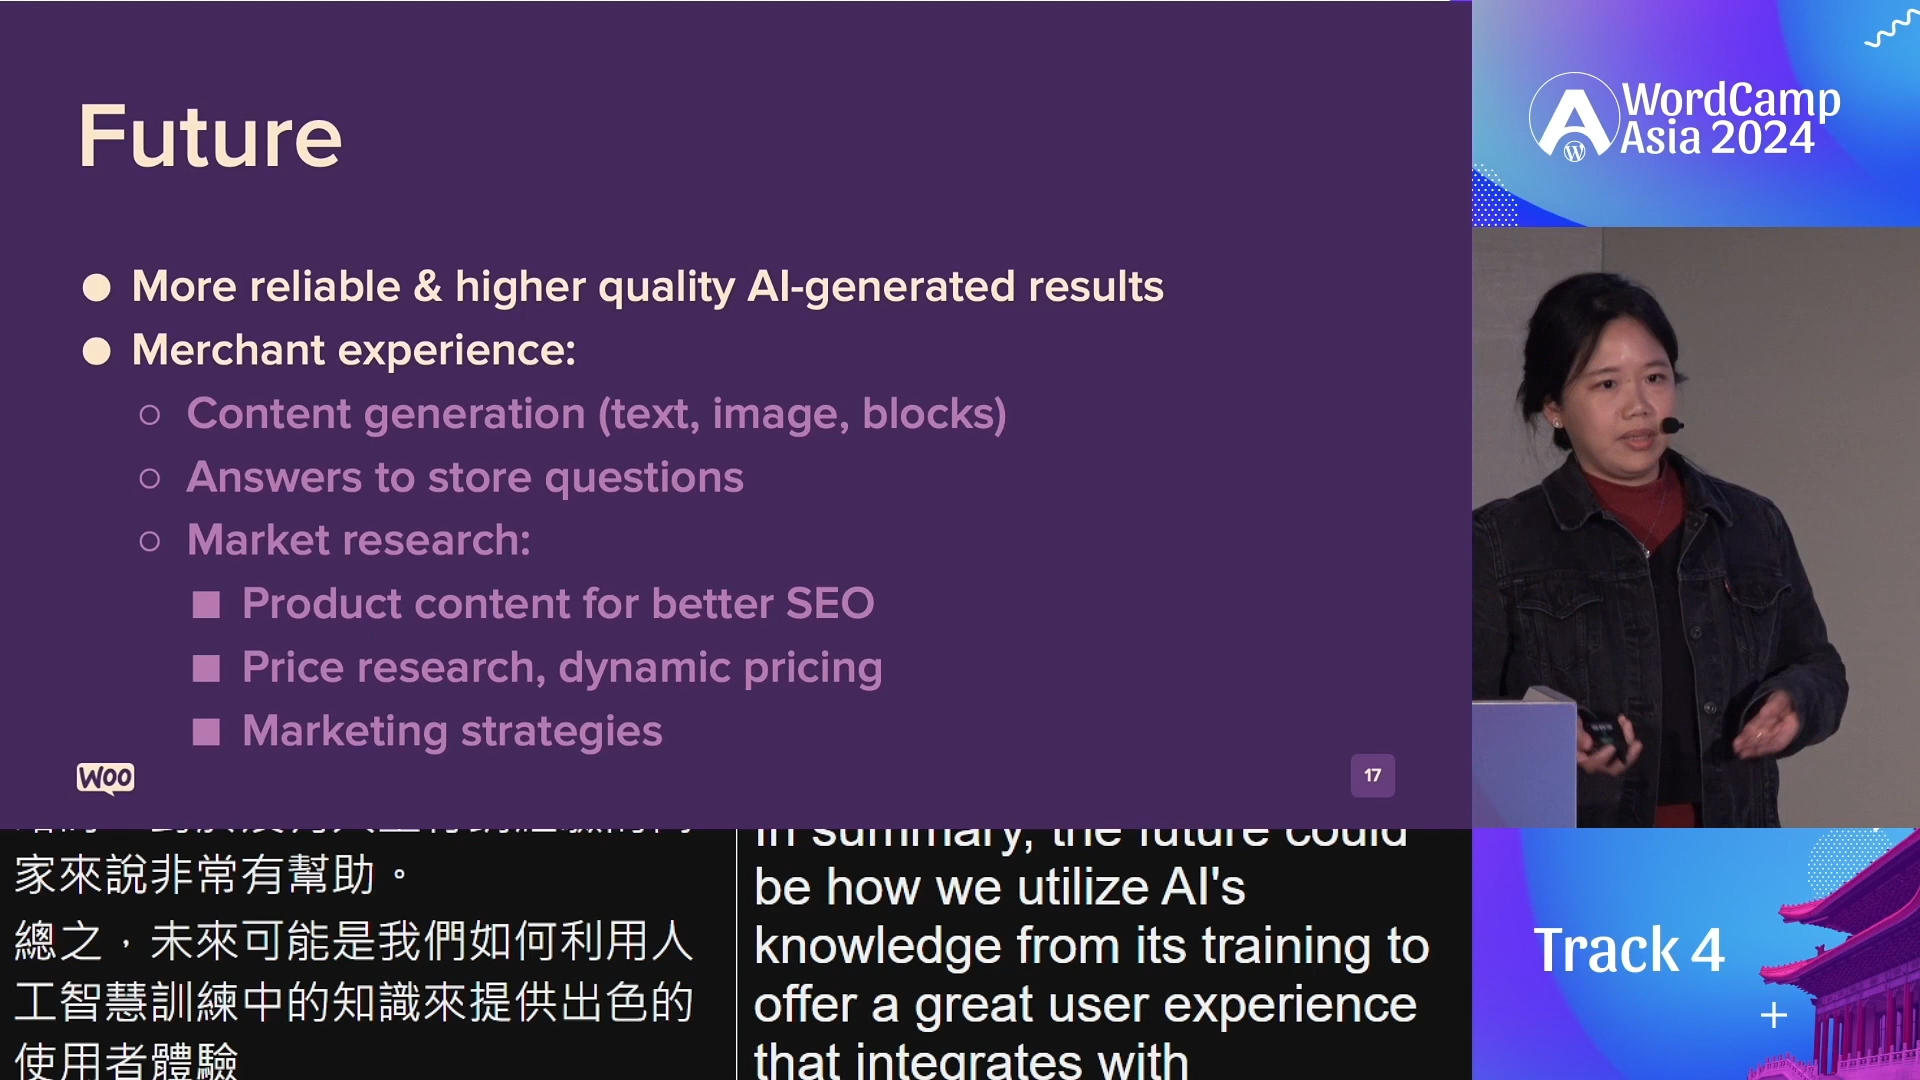 Future
● More reliable & higher quality AI-generated results
● Merchant experience:
○ Content generation (text, image, blocks)
○ Answers to store questions
○ Market research:
■ Product content for better SEO
■ Price research, dynamic pricing
■ Marketing strategies
WOO
17
WordCamp
Asia 2024
家來說非常有幫助。
總之，未來可能是我們如何利用人
工智慧訓練中的知識來提供出色的
使用者體驗
In summary, the future could
be how we utilize AI's
knowledge from its training to
offer a great user experience
that integrates with
Track 4